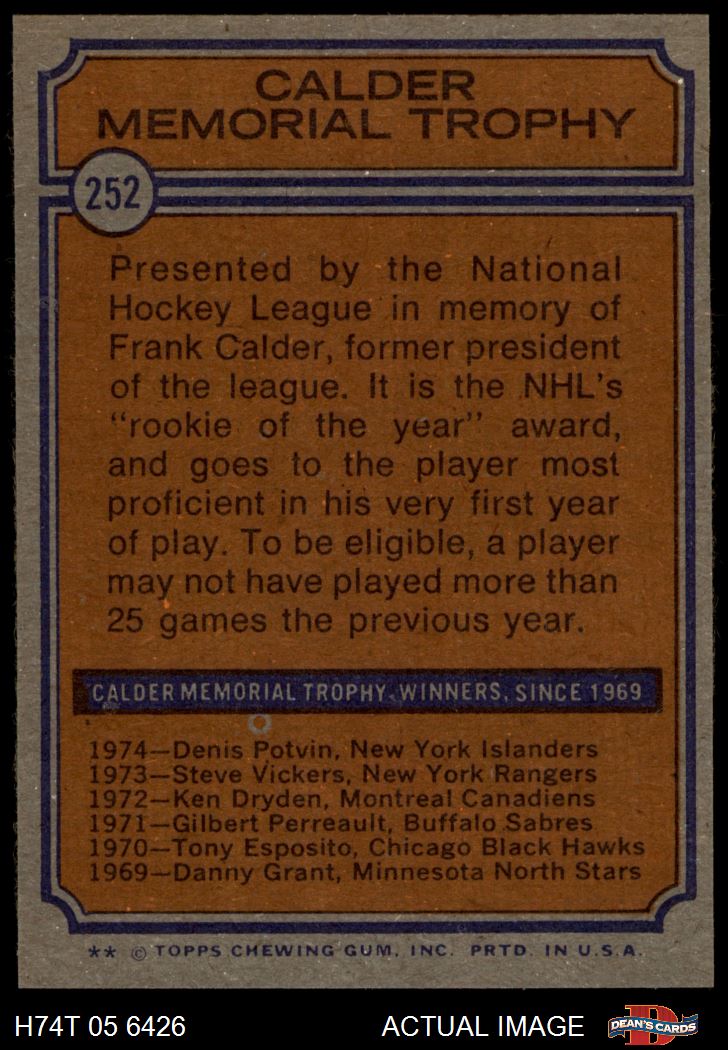 CALDER
MEMORIAL TROPHY
252
Presented by the National
Hockey League in memory of
Frank Calder, former president
of the league. It is the NHL's
"rookie of the year" award,
and goes to the player most
proficient in his very first year
of play. To be eligible, a player
may not have played more than
25 games the previous year.
CALDER MEMORIAL TROPHY WINNERS, SINCE 1969
1974—Denis Potvin, New York Islanders
1973—Steve Vickers, New York Rangers
1972—Ken Dryden, Montreal Canadiens
1971—Gilbert Perreault, Buffalo Sabres
1970—Tony Esposito, Chicago Black Hawks
1969—Danny Grant, Minnesota North Stars
** © TOPPS CHEWING GUM, INC. PRTD. IN U.S.A.
H74T 05 6426 ACTUAL IMAGE D DEAN'S CARDS